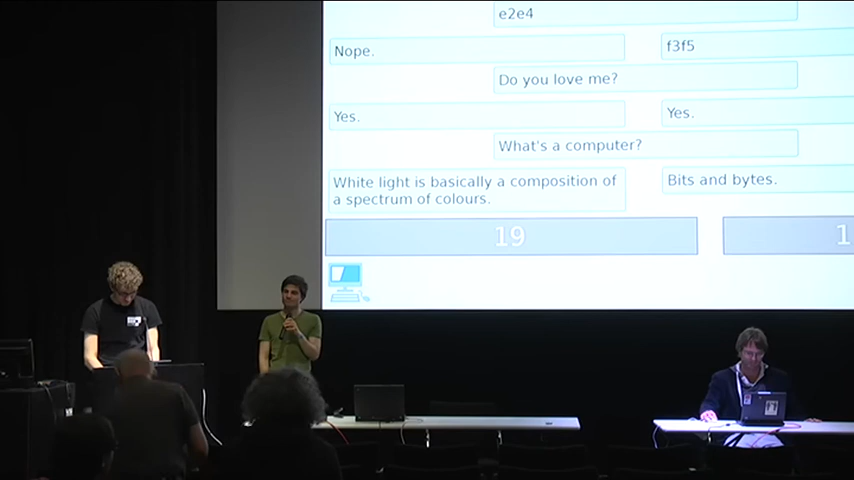 e2e4
Nope.
f3f5
Do you love me?
Yes.
Yes.
What's a computer?
White light is basically a composition of
a spectrum of colours.
Bits and bytes.
19
1